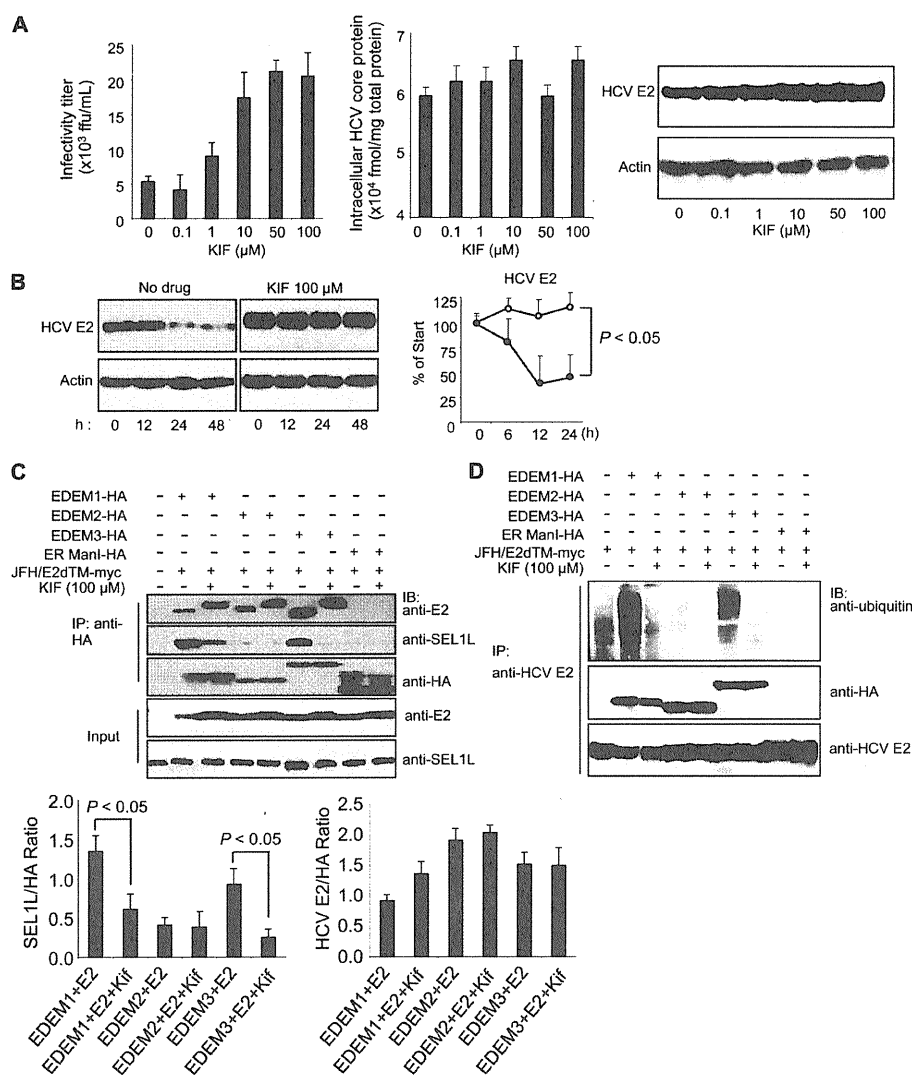 A
Infectivity titer
(x10³ ffu/mL)
25
20
15
10
5
0
0 0.1 1 10 50 100
KIF (µM)
Intracellular HCV core protein
(x10⁴ fmol/mg total protein)
7
6
5
4
0 0.1 1 10 50 100
KIF (µM)
HCV E2
Actin
0 0.1 1 10 50 100
KIF (µM)
B
No drug
KIF 100 µM
HCV E2
Actin
h : 0 12 24 48 0 12 24 48
HCV E2
% of Start
125
100
75
50
25
0
0 6 12 24 (h)
P < 0.05
C
EDEM1-HA - + + - - - - - -
EDEM2-HA - - - + + - - - -
EDEM3-HA - - - - - + + - -
ER ManI-HA - - - - - - - + +
JFH/E2dTM-myc - + + + + + + + +
KIF (100 µM) - - + - + - + - +
IP: anti-
HA
IB:
anti-E2
anti-SEL1L
anti-HA
Input
anti-E2
anti-SEL1L
SEL1L/HA Ratio
2.0
1.5
1.0
0.5
0.0
P < 0.05
P < 0.05
EDEM1+E2
EDEM1+E2+Kif
EDEM2+E2
EDEM2+E2+Kif
EDEM3+E2
EDEM3+E2+Kif
HCV E2/HA Ratio
2.5
2.0
1.5
1.0
0.5
0.0
EDEM1+E2
EDEM1+E2+Kif
EDEM2+E2
EDEM2+E2+Kif
EDEM3+E2
EDEM3+E2+Kif
D
EDEM1-HA - + + - - - - - -
EDEM2-HA - - - + + - - - -
EDEM3-HA - - - - - + + - -
ER ManI-HA - - - - - - - + +
JFH/E2dTM-myc + + + + + + + + +
KIF (100 µM) - - + - + - + - +
IP:
anti-HCV E2
IB:
anti-ubiquitin
anti-HA
anti-HCV E2